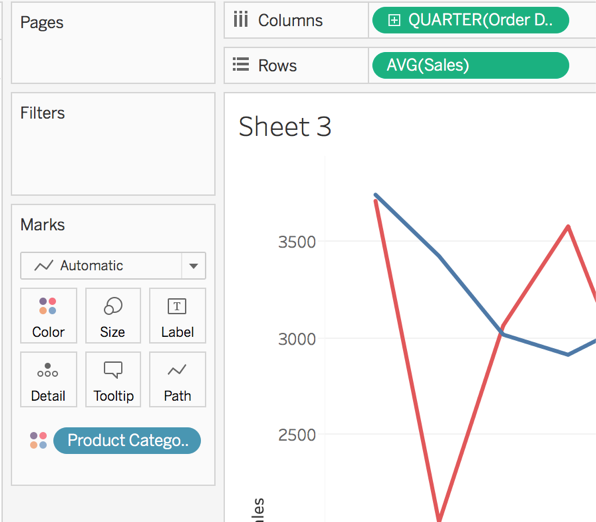 Pages
Columns
QUARTER(Order D..
Rows
AVG(Sales)
Filters
Sheet 3
Marks
Automatic
Color
Size
T
Label
Detail
Tooltip
Path
Product Catego..
3500
3000
2500
ales